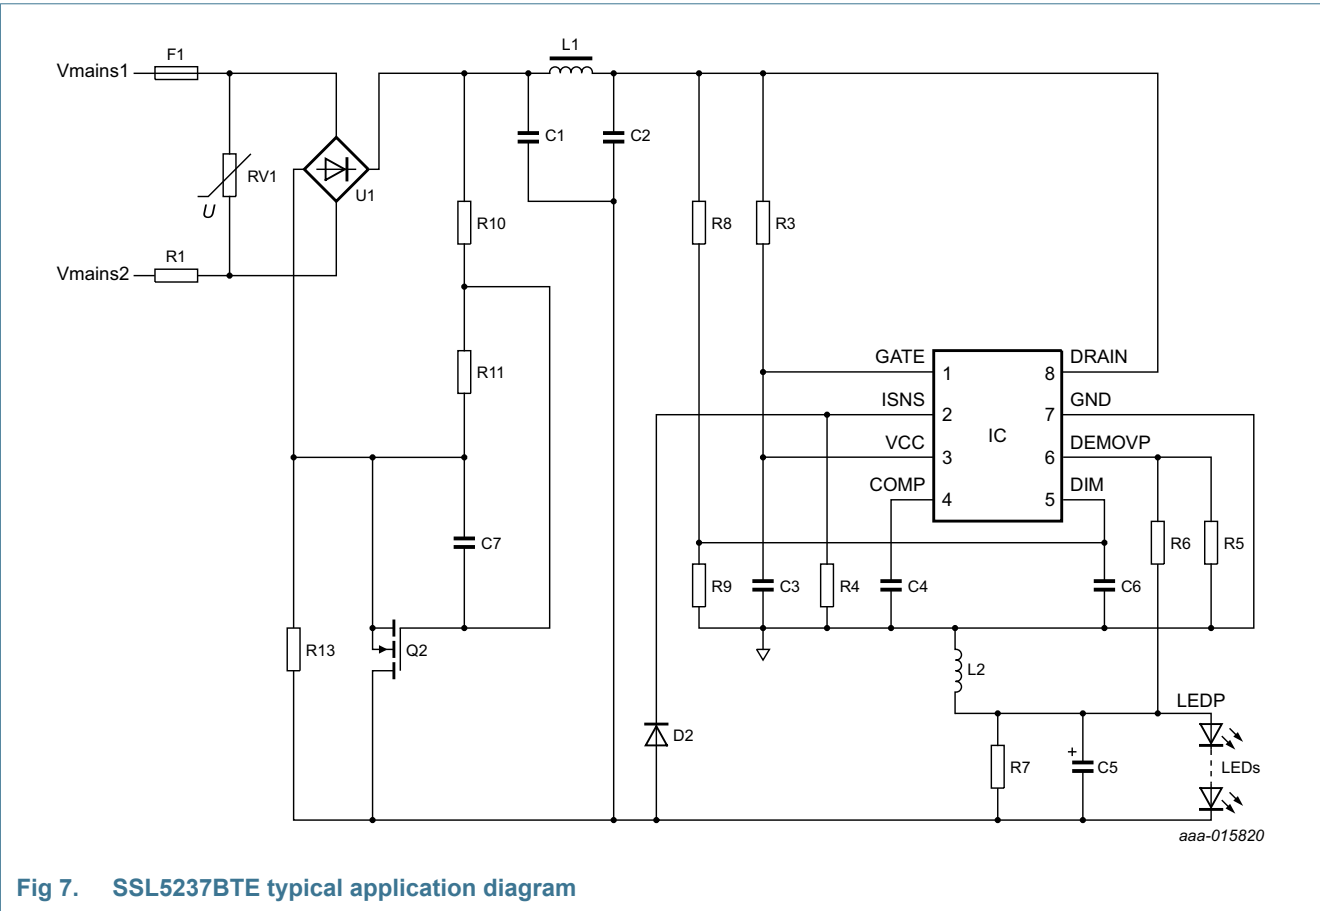 L1
F1
Vmains1
C1
C2
RV1
U1
U
R10
R8
R3
R1
Vmains2
GATE
DRAIN
R11
1
8
ISNS
GND
2
7
IC
VCC
DEMOVP
3
6
COMP
DIM
4
5
C7
R6
R5
R9
C3
R4
C4
C6
R13
Q2
L2
LEDP
D2
+
R7
C5
LEDs
aaa-015820
Fig 7. SSL5237BTE typical application diagram